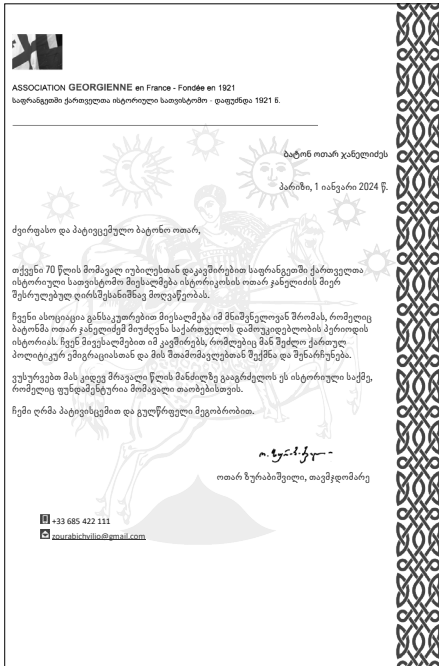 ASSOCIATION GEORGIENNE en France - Fondée en 1921
საფრანგეთში ქართველთა ისტორიული სათვისტომო - დაფუძნდა 1921 წ.
ბატონ ოთარ ჯანელიძეს
პარიზი, 1 იანვარი 2024 წ.
ძვირფასო და პატივცემულო ბატონო ოთარ,
თქვენი 70 წლის მომავალ იუბილესთან დაკავშირებით საფრანგეთში ქართველთა
ისტორიული სათვისტომო მიესალმება ისტორიკოსის ოთარ ჯანელიძის მიერ
შესრულებულ ღირსშესანიშნავ მოღვაწეობას.
ჩვენი ასოციაცია განსაკუთრებით მიესალმება იმ მნიშვნელოვან შრომას, რომელიც
ბატონმა ოთარ ჯანელიძემ მიუძღვნა საქართველოს დამოუკიდებლობის პერიოდის
ისტორიას. ჩვენ მივესალმებით იმ კავშირებს, რომლებიც მან შეძლო ქართულ
პოლიტიკურ ემიგრაციასთან და მის შთამომავლებთან შექმნა და შენარჩუნება.
ვუსურვებთ მას კიდევ მრავალი წლის მანძილზე გააგრძელოს ეს ისტორიული საქმე,
რომელიც ფუნდამენტურია მომავალი თაობებისთვის.
ჩემი ღრმა პატივისცემით და გულწრფელი მეგობრობით.
ოთარ ზურაბიშვილი, თავმჯდომარე
+33 685 422 111
zourabichvilio@gmail.com